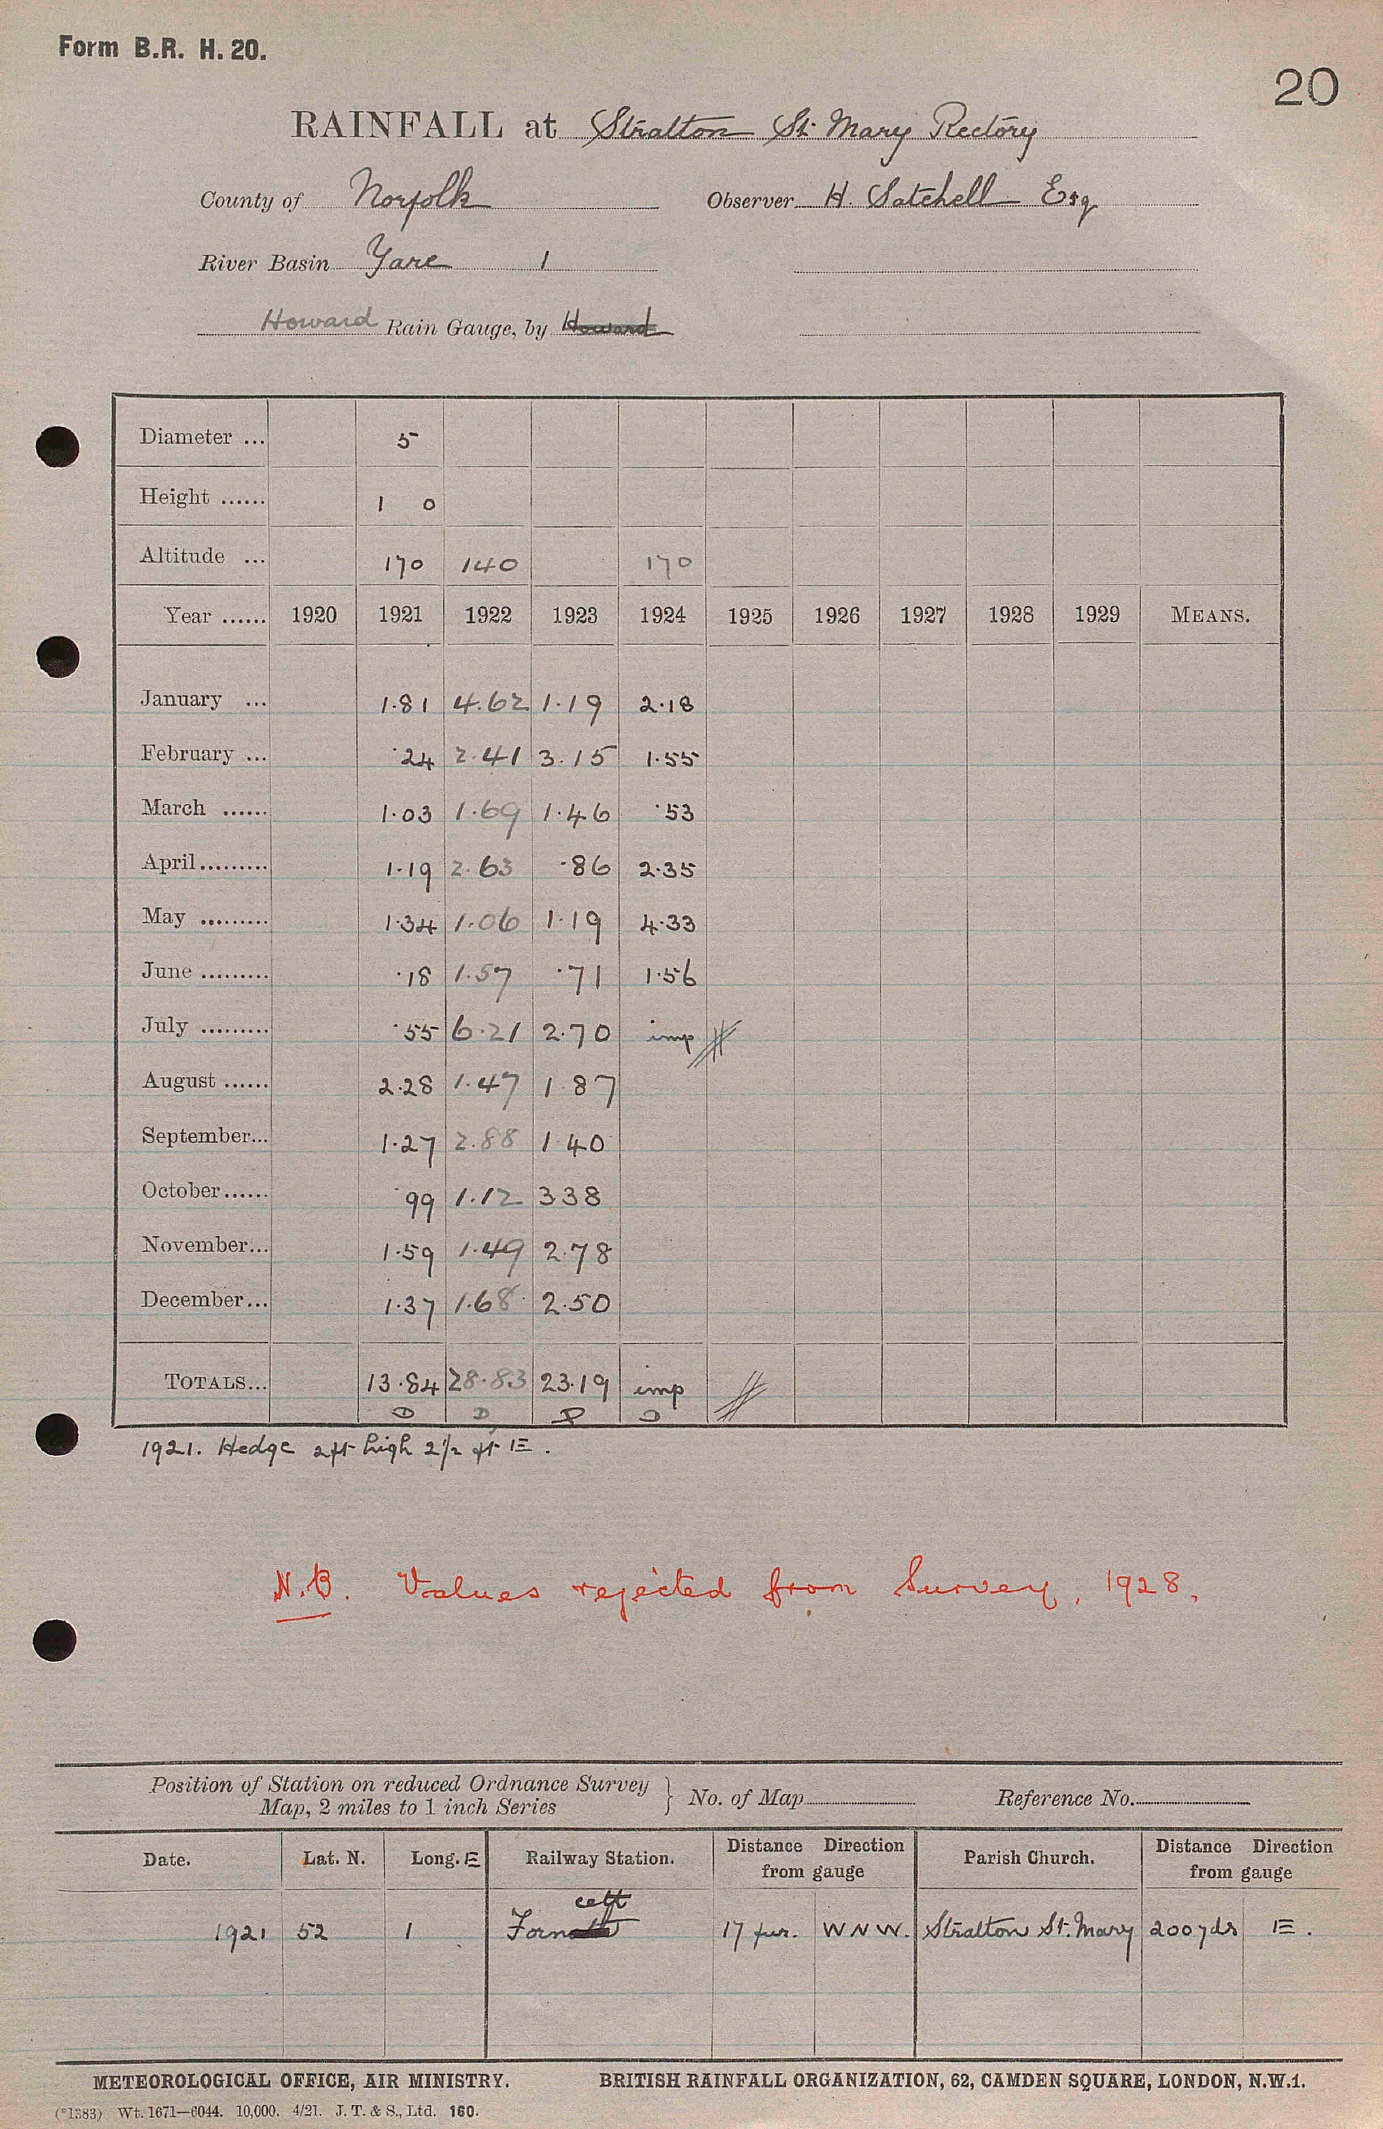 Form B.R. H. 20.
20
RAINFALL at Stratton St. Mary Rectory
County of Norfolk Observer H. Satchell Esq
River Basin Yare 1
Howard Rain Gauge, by Howard
Diameter ... 5
Height ...... 1 0
Altitude ... 170 140 170
Year ...... 1920 1921 1922 1923 1924 1925 1926 1927 1928 1929 MEANS.
January ... 1.81 4.62 1.19 2.18
February ... .24 2.41 3.15 1.55
March ...... 1.03 1.69 1.46 .53
April......... 1.19 2.63 .86 2.35
May ......... 1.34 1.06 1.19 4.33
June ......... .18 1.57 .71 1.56
July ......... .55 6.21 2.70 imp
August ...... 2.28 1.47 1.87
September... 1.27 2.88 1 40
October...... .99 1.12 338
November... 1.59 1.49 2.78
December... 1.37 1.68 2.50
TOTALS... 13.84 28.83 23.19 imp
D D D
1921. Hedge 2ft high 2½ ft E.
N.B. Values rejected from Survey, 1928.
Position of Station on reduced Ordnance Survey
Map, 2 miles to 1 inch Series } No. of Map Reference No.
Date. Lat. N. Long. E Railway Station. Distance Direction from gauge Parish Church. Distance Direction from gauge
cett
1921 52 1 Forn 17 fur. W N W. Stratton St. Mary 200 yds E.
METEOROLOGICAL OFFICE, AIR MINISTRY. BRITISH RAINFALL ORGANIZATION, 62, CAMDEN SQUARE, LONDON, N.W.1.
(*1383) Wt. 1671—6044. 10,000. 4/21. J. T. & S., Ltd. 160.